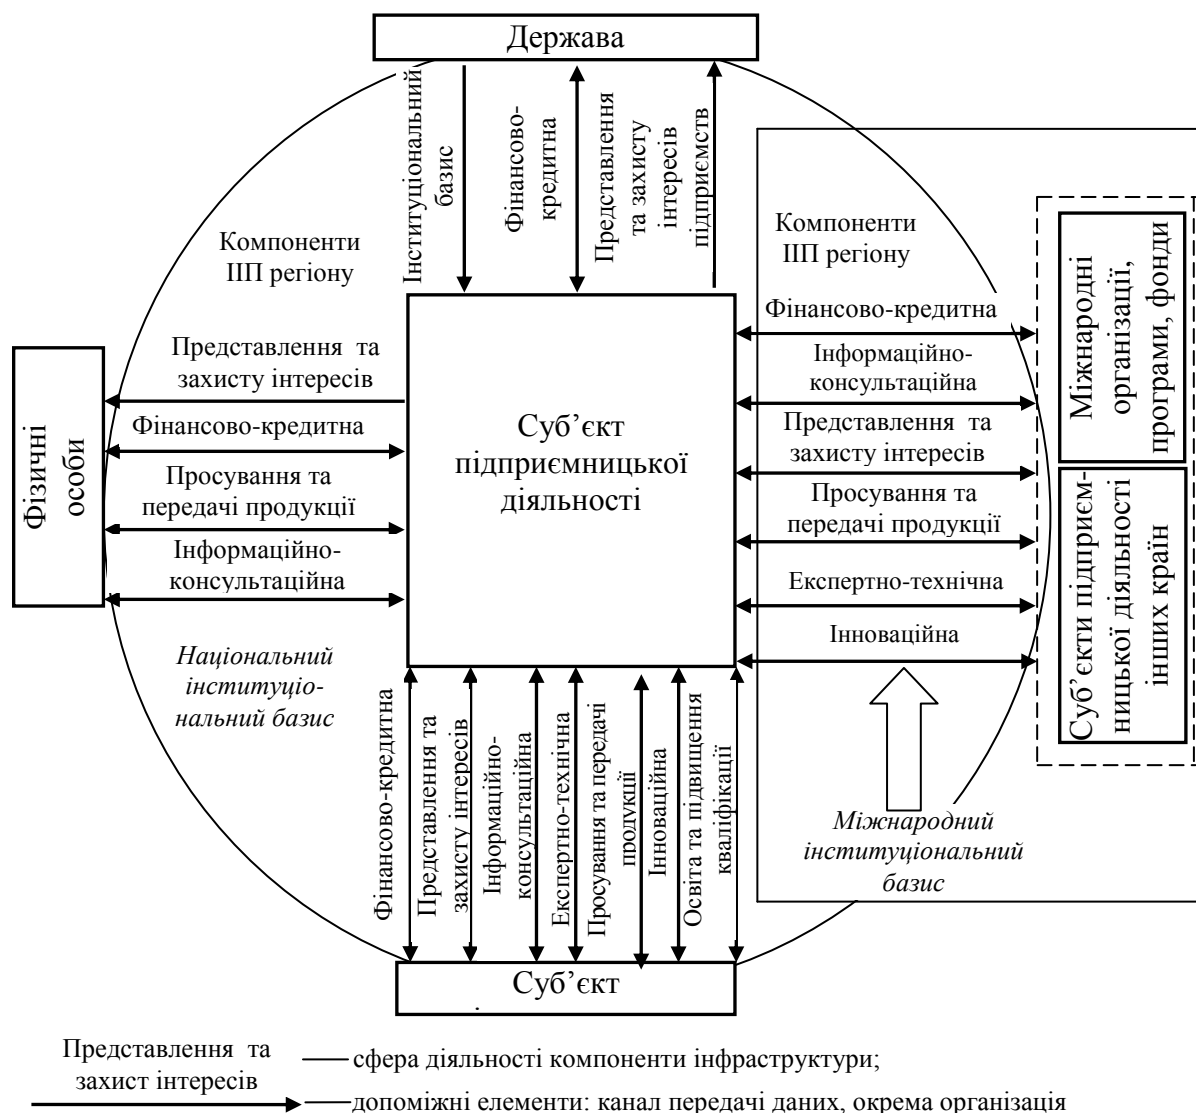 Держава
Інституціональний
базис
Фінансово-
кредитна
Представлення
та захисту
інтересів
підприємств
Компоненти
ІІП регіону
Компоненти
ІІП регіону
Фізичні
особи
Представлення та
захисту інтересів
Фінансово-кредитна
Просування та
передачі продукції
Інформаційно-
консультаційна
Національний
інституціо-
нальний базис
Суб’єкт
підприємницької
діяльності
Фінансово-кредитна
Інформаційно-
консультаційна
Представлення та
захисту інтересів
Просування та
передачі продукції
Експертно-технічна
Інноваційна
Міжнародні
організації,
програми, фонди
Суб’єкти підприєм-
ницької діяльності
інших країн
Міжнародний
інституціональний
базис
Фінансово-кредитна
Представлення та
захисту інтересів
Інформаційно-
консультаційна
Експертно-технічна
Просування та передачі
продукції
Інноваційна
Освіта та підвищення
кваліфікації
Суб’єкт
Представлення та
захист інтересів
сфера діяльності компоненти інфраструктури;
допоміжні елементи: канал передачі даних, окрема організація